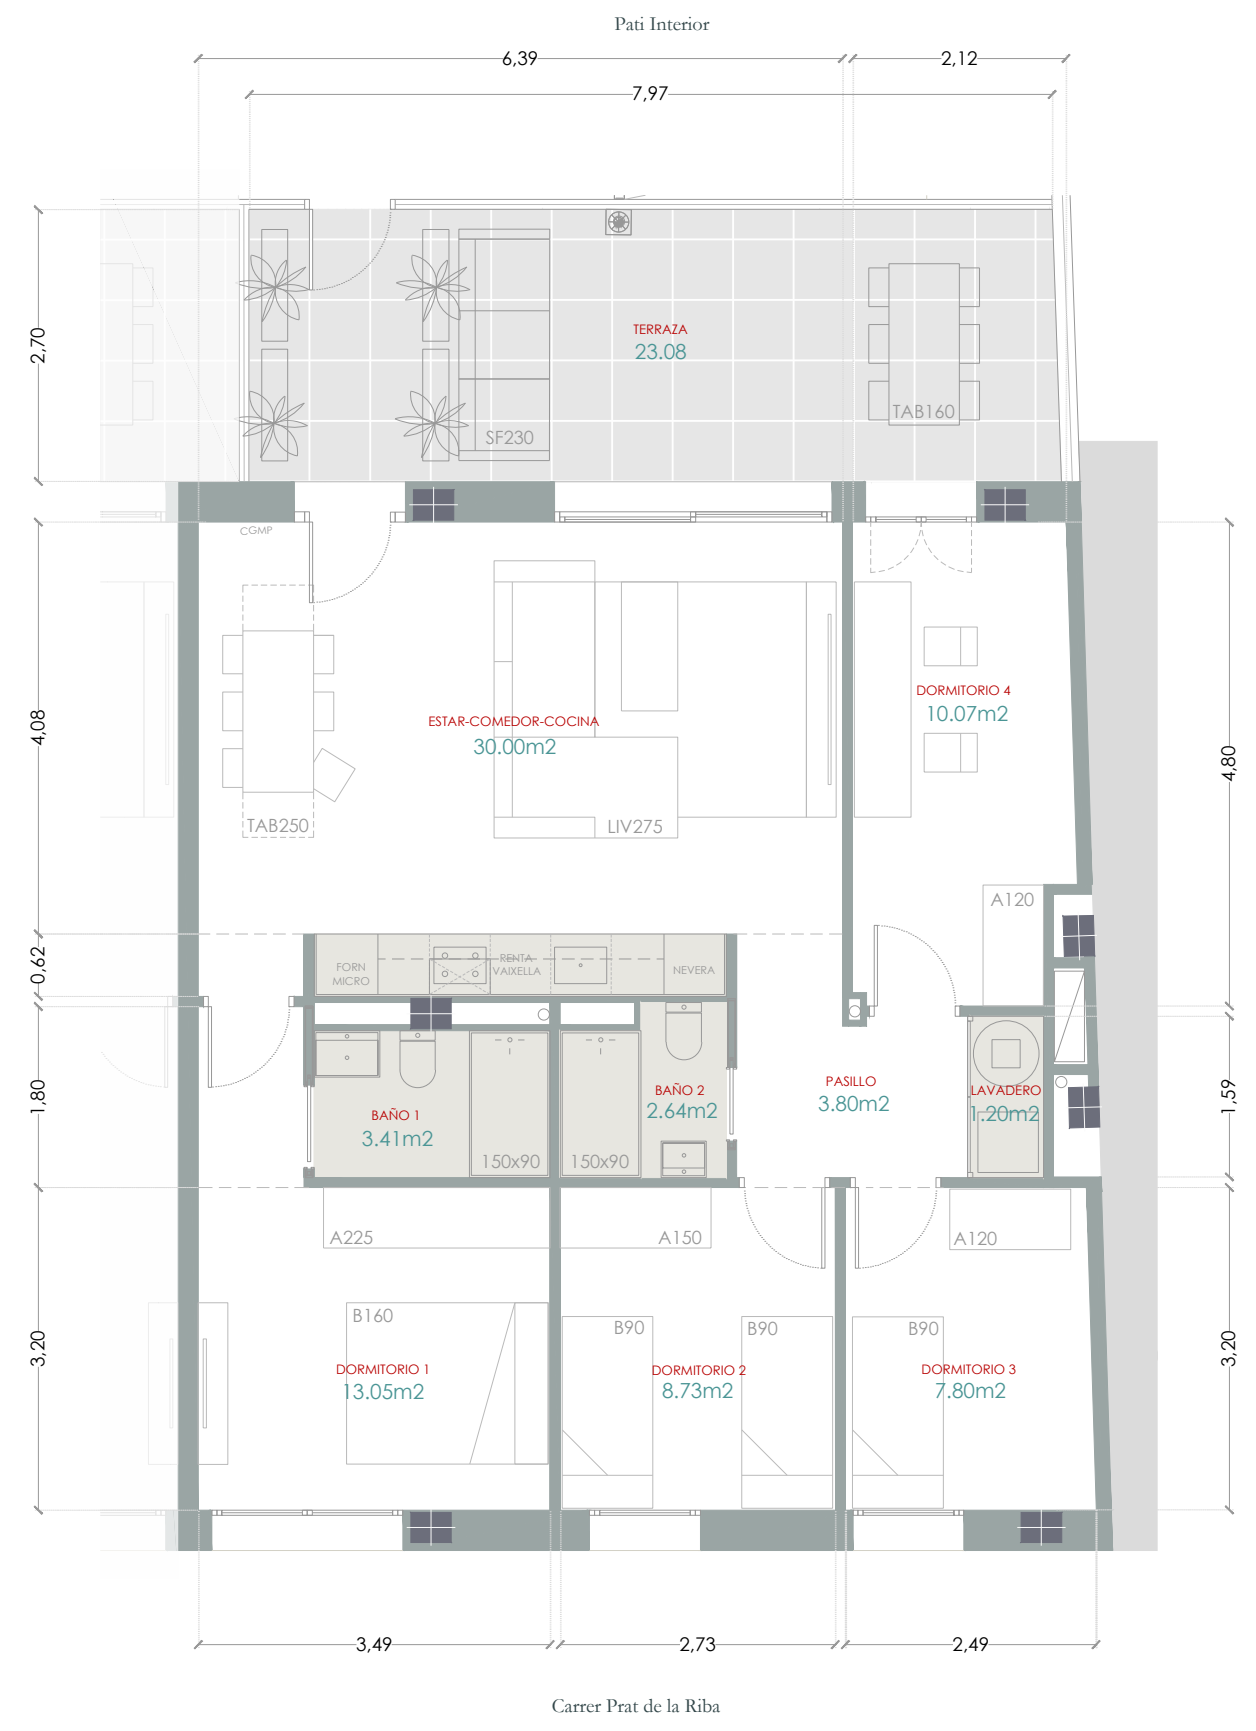 Pati Interior
6,39
2,12
7,97
2,70
TERRAZA
23.08
TAB160
SF230
CGMP
4,08
DORMITORIO 4
10.07m2
ESTAR-COMEDOR-COCINA
30.00m2
4,80
TAB250
LIV275
A120
0,62
FORN
MICRO
RENTA
VAIXELLA
NEVERA
1,80
BAÑO 1
3.41m2
150x90
150x90
BAÑO 2
2.64m2
PASILLO
3.80m2
LAVADERO
1.20m2
1,59
A225
A150
A120
B160
B90
B90
B90
3,20
DORMITORIO 1
13.05m2
DORMITORIO 2
8.73m2
DORMITORIO 3
7.80m2
3,20
3,49
2,73
2,49
Carrer Prat de la Riba